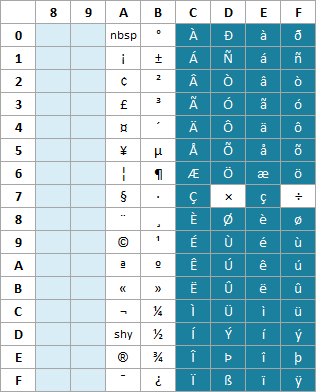 8 9 A B C D E F
0 nbsp ° À Ð à ð
1 ¡ ± Á Ñ á ñ
2 ¢ ² Â Ò â ò
3 £ ³ Ã Ó ã ó
4 ¤ ´ Ä Ô ä ô
5 ¥ µ Å Õ å õ
6 ¦ ¶ Æ Ö æ ö
7 § · Ç × ç ÷
8 ¨ ¸ È Ø è ø
9 © ¹ É Ù é ù
A ª º Ê Ú ê ú
B « » Ë Û ë û
C ¬ ¼ Ì Ü ì ü
D shy ½ Í Ý í ý
E ® ¾ Î Þ î þ
F ¯ ¿ Ï ß ï ÿ